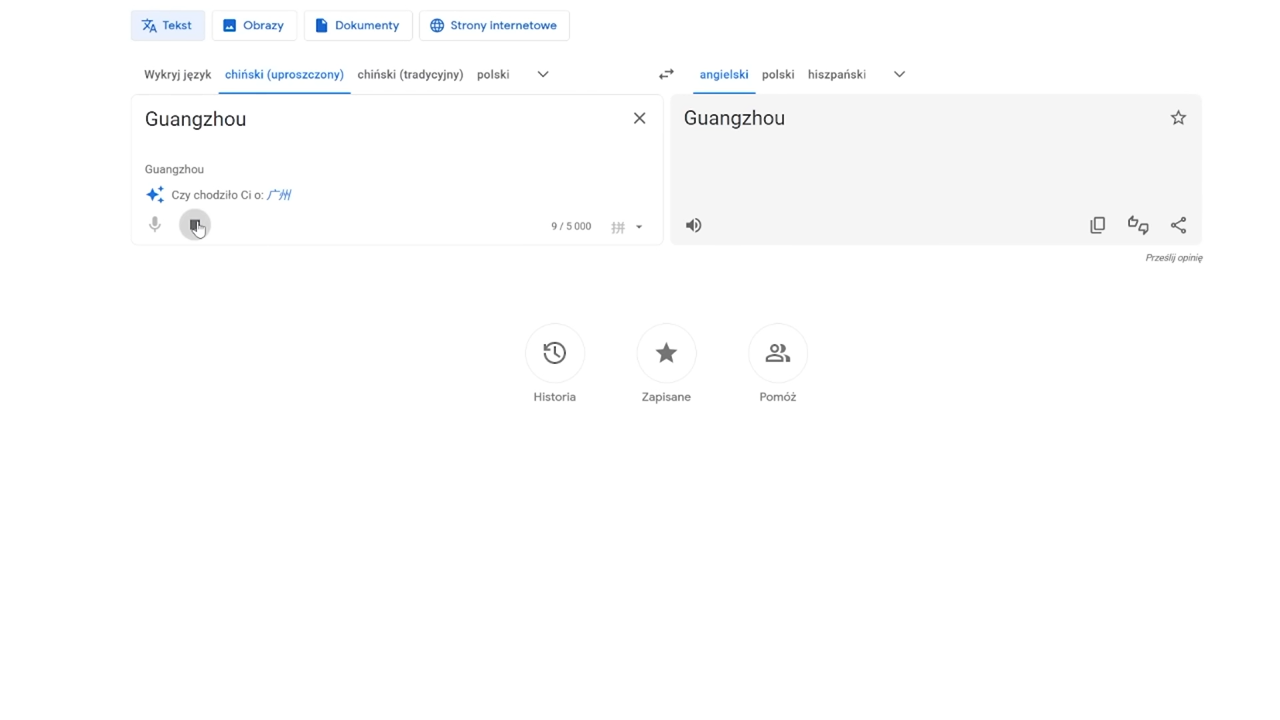 Tekst Obrazy Dokumenty Strony internetowe
Wykryj język chiński (uproszczony) chiński (tradycyjny) polski angielski polski hiszpański
Guangzhou Guangzhou
Guangzhou
Czy chodziło Ci o: 广州
9 / 5 000 拼
Prześlij opinię
Historia Zapisane Pomóż